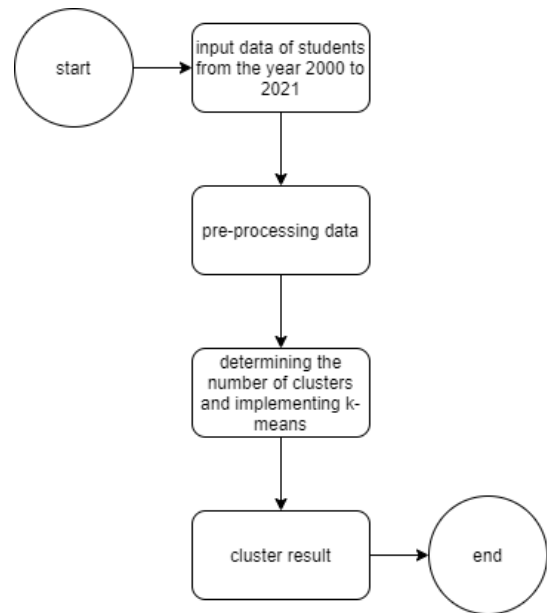 start
input data of students
from the year 2000 to
2021
pre-processing data
determining the
number of clusters
and implementing k-
means
cluster result
end